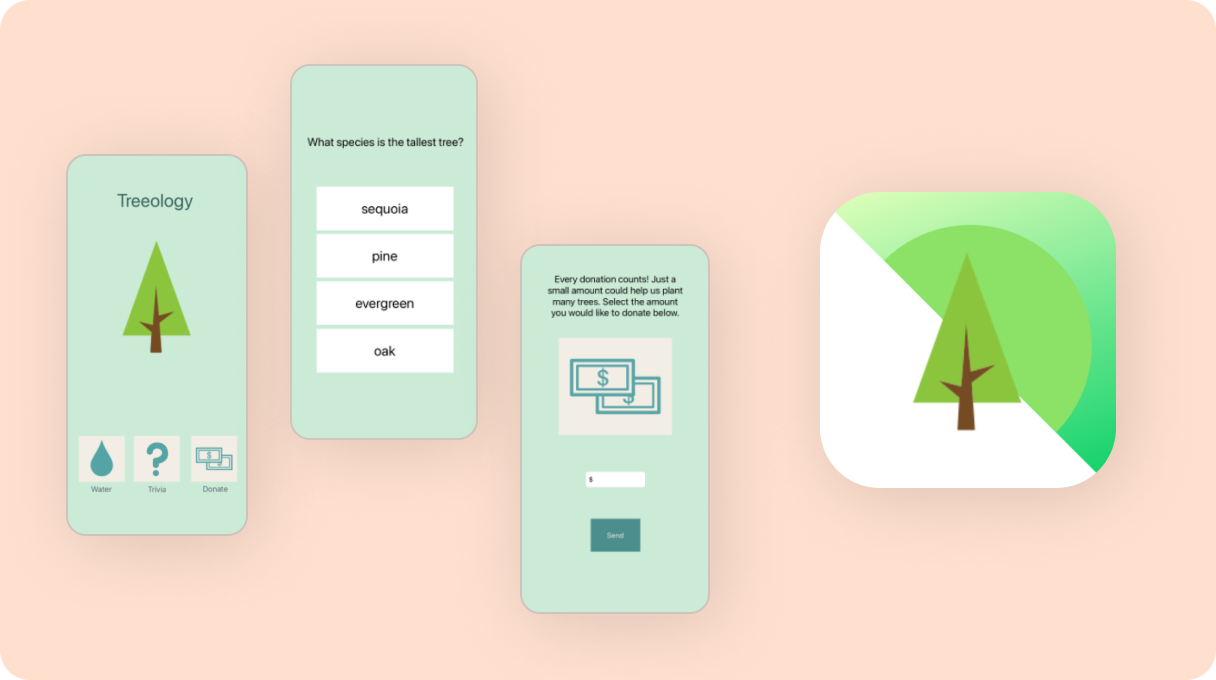 Treeology
Water
Trivia
Donate
What species is the tallest tree?
sequoia
pine
evergreen
oak
Every donation counts! Just a
small amount could help us plant
many trees. Select the amount
you would like to donate below.
$
$
Send